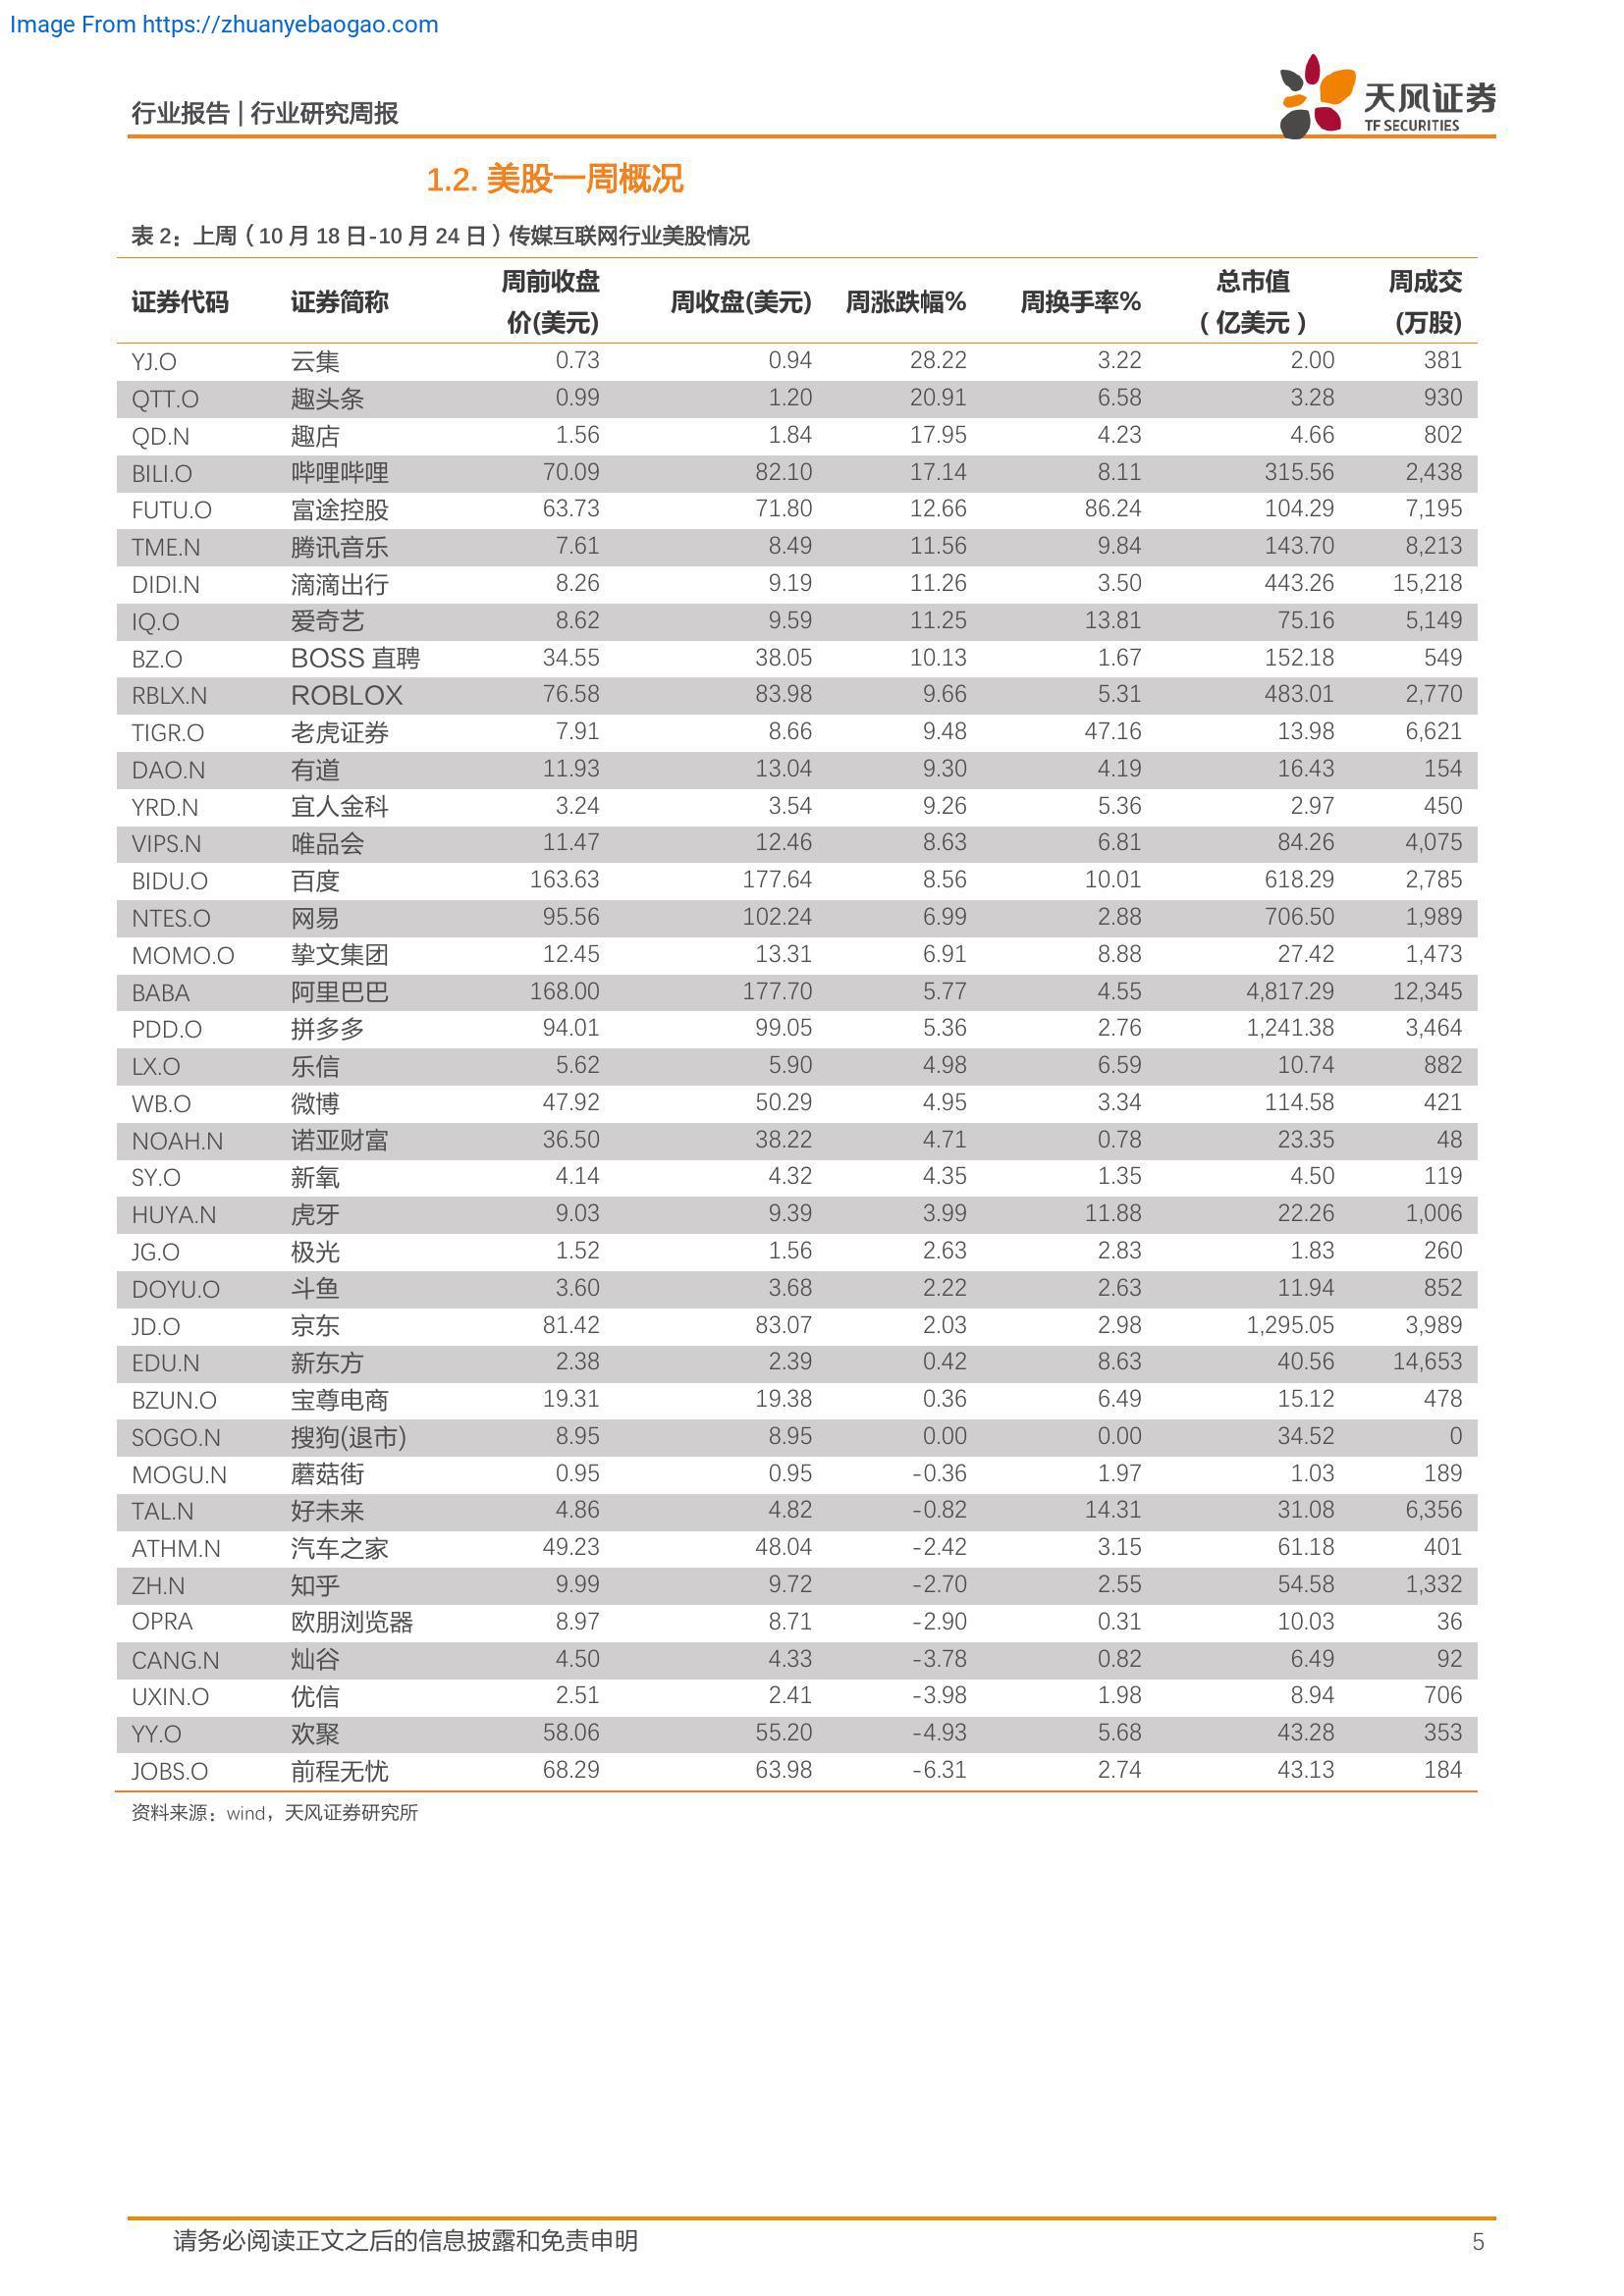 Image From https://zhuanyebaogao.com
行业报告 | 行业研究周报
天风证券
TF SECURITIES
1.2. 美股一周概况
表 2：上周（10 月 18 日-10 月 24 日）传媒互联网行业美股情况
证券代码 证券简称 周前收盘价(美元) 周收盘(美元) 周涨跌幅% 周换手率% 总市值（亿美元） 周成交(万股)
YJ.O 云集 0.73 0.94 28.22 3.22 2.00 381
QTT.O 趣头条 0.99 1.20 20.91 6.58 3.28 930
QD.N 趣店 1.56 1.84 17.95 4.23 4.66 802
BILI.O 哔哩哔哩 70.09 82.10 17.14 8.11 315.56 2,438
FUTU.O 富途控股 63.73 71.80 12.66 86.24 104.29 7,195
TME.N 腾讯音乐 7.61 8.49 11.56 9.84 143.70 8,213
DIDI.N 滴滴出行 8.26 9.19 11.26 3.50 443.26 15,218
IQ.O 爱奇艺 8.62 9.59 11.25 13.81 75.16 5,149
BZ.O BOSS 直聘 34.55 38.05 10.13 1.67 152.18 549
RBLX.N ROBLOX 76.58 83.98 9.66 5.31 483.01 2,770
TIGR.O 老虎证券 7.91 8.66 9.48 47.16 13.98 6,621
DAO.N 有道 11.93 13.04 9.30 4.19 16.43 154
YRD.N 宜人金科 3.24 3.54 9.26 5.36 2.97 450
VIPS.N 唯品会 11.47 12.46 8.63 6.81 84.26 4,075
BIDU.O 百度 163.63 177.64 8.56 10.01 618.29 2,785
NTES.O 网易 95.56 102.24 6.99 2.88 706.50 1,989
MOMO.O 挚文集团 12.45 13.31 6.91 8.88 27.42 1,473
BABA 阿里巴巴 168.00 177.70 5.77 4.55 4,817.29 12,345
PDD.O 拼多多 94.01 99.05 5.36 2.76 1,241.38 3,464
LX.O 乐信 5.62 5.90 4.98 6.59 10.74 882
WB.O 微博 47.92 50.29 4.95 3.34 114.58 421
NOAH.N 诺亚财富 36.50 38.22 4.71 0.78 23.35 48
SY.O 新氧 4.14 4.32 4.35 1.35 4.50 119
HUYA.N 虎牙 9.03 9.39 3.99 11.88 22.26 1,006
JG.O 极光 1.52 1.56 2.63 2.83 1.83 260
DOYU.O 斗鱼 3.60 3.68 2.22 2.63 11.94 852
JD.O 京东 81.42 83.07 2.03 2.98 1,295.05 3,989
EDU.N 新东方 2.38 2.39 0.42 8.63 40.56 14,653
BZUN.O 宝尊电商 19.31 19.38 0.36 6.49 15.12 478
SOGO.N 搜狗(退市) 8.95 8.95 0.00 0.00 34.52 0
MOGU.N 蘑菇街 0.95 0.95 -0.36 1.97 1.03 189
TAL.N 好未来 4.86 4.82 -0.82 14.31 31.08 6,356
ATHM.N 汽车之家 49.23 48.04 -2.42 3.15 61.18 401
ZH.N 知乎 9.99 9.72 -2.70 2.55 54.58 1,332
OPRA 欧朋浏览器 8.97 8.71 -2.90 0.31 10.03 36
CANG.N 灿谷 4.50 4.33 -3.78 0.82 6.49 92
UXIN.O 优信 2.51 2.41 -3.98 1.98 8.94 706
YY.O 欢聚 58.06 55.20 -4.93 5.68 43.28 353
JOBS.O 前程无忧 68.29 63.98 -6.31 2.74 43.13 184
资料来源：wind，天风证券研究所
请务必阅读正文之后的信息披露和免责申明 5